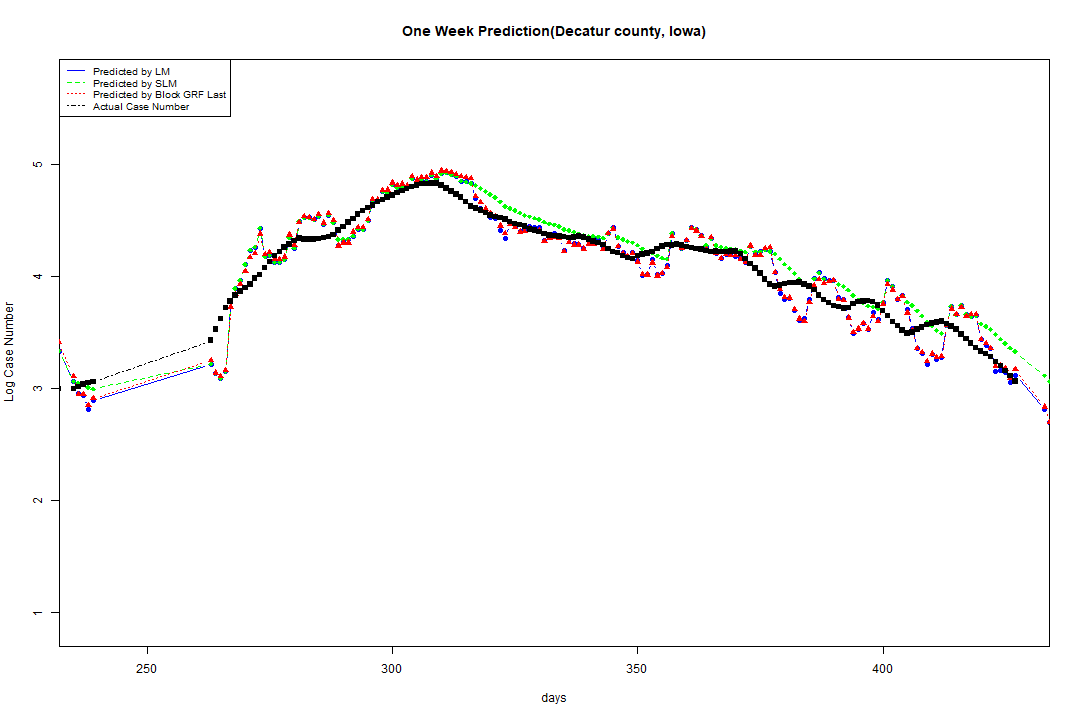 One Week Prediction(Decatur county, Iowa)
Predicted by LM
Predicted by SLM
Predicted by Block GRF Last
Actual Case Number
5
4
3
2
1
Log Case Number
250 300 350 400
days